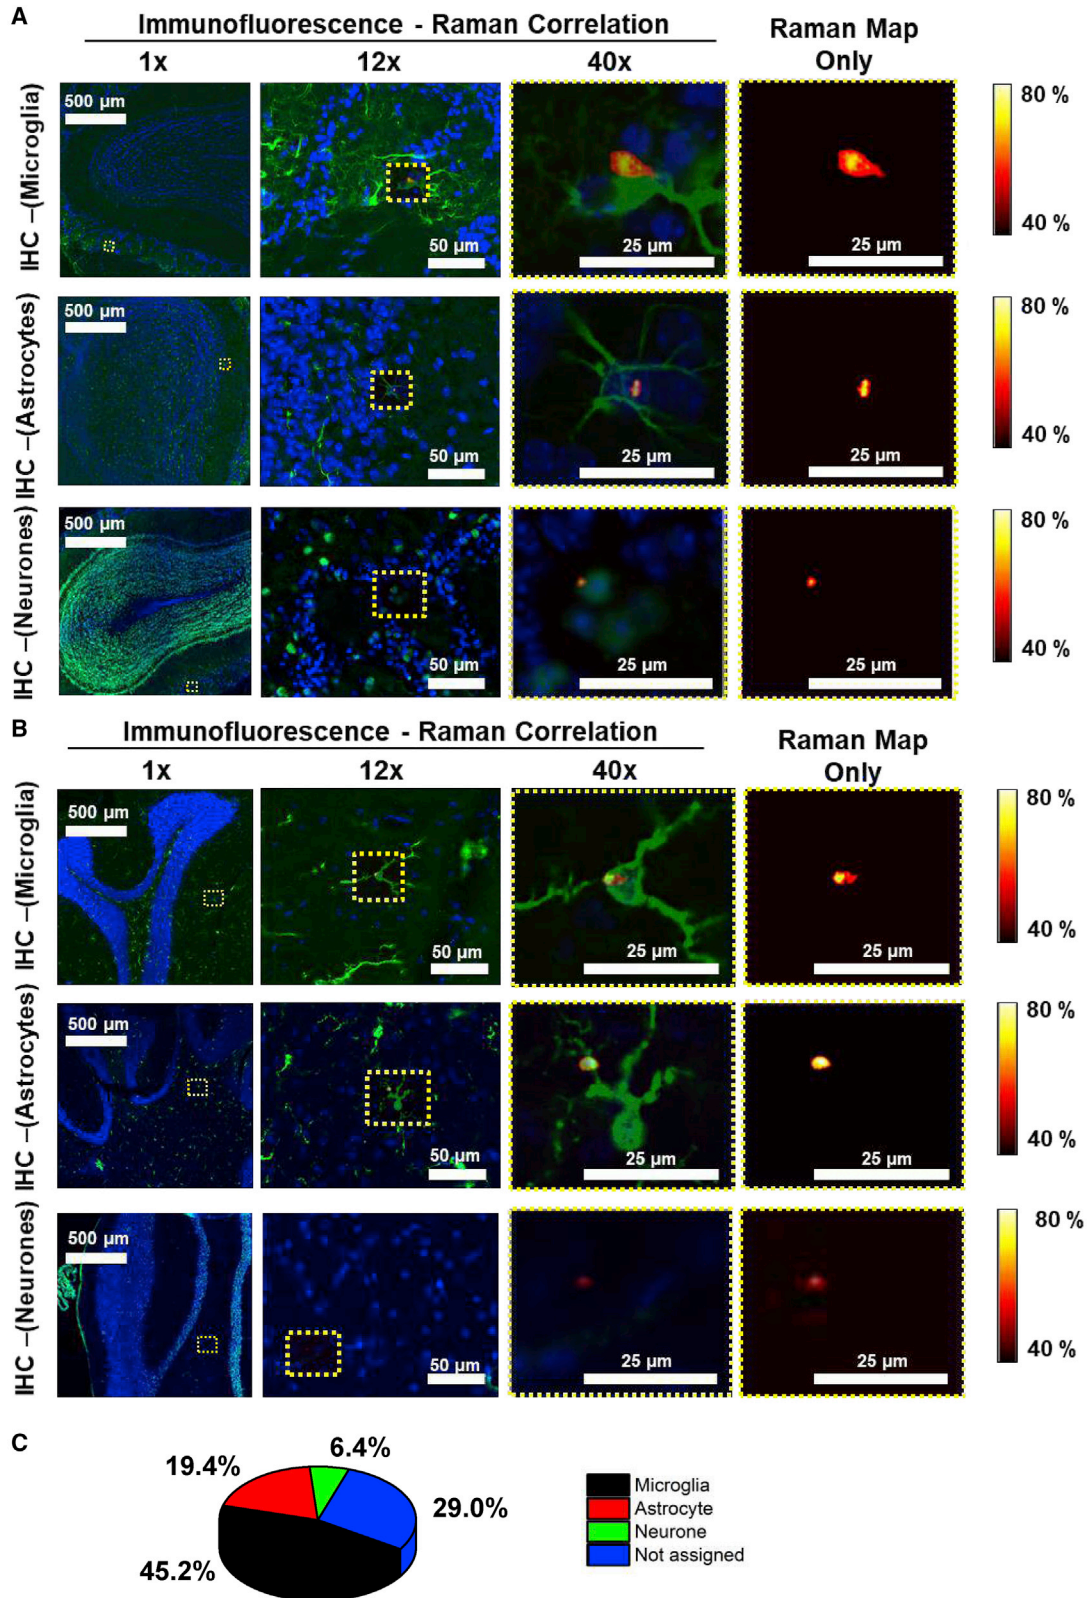 A
Immunofluorescence - Raman Correlation
Raman Map
Only
1x
12x
40x
IHC –(Microglia)
500 µm
50 µm
25 µm
25 µm
80 %
40 %
IHC –(Astrocytes)
500 µm
50 µm
25 µm
25 µm
80 %
40 %
IHC –(Neurones)
500 µm
50 µm
25 µm
25 µm
80 %
40 %
B
Immunofluorescence - Raman Correlation
Raman Map
Only
1x
12x
40x
IHC –(Microglia)
500 µm
50 µm
25 µm
25 µm
80 %
40 %
IHC –(Astrocytes)
500 µm
50 µm
25 µm
25 µm
80 %
40 %
IHC –(Neurones)
500 µm
50 µm
25 µm
25 µm
80 %
40 %
C
6.4%
19.4%
29.0%
45.2%
Microglia
Astrocyte
Neurone
Not assigned